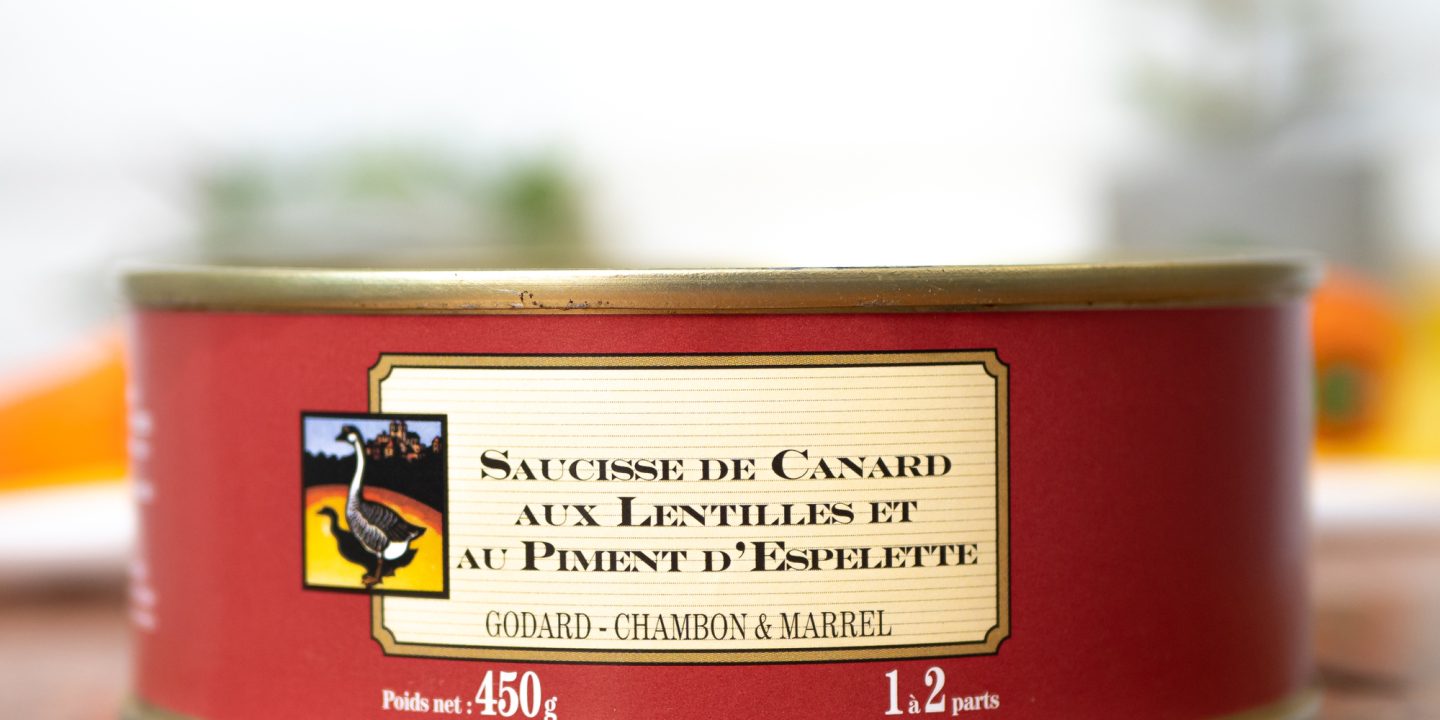 SAUCISSE DE CANARD
AUX LENTILLES ET
AU PIMENT D'ESPELETTE
GODARD - CHAMBON & MARREL
Poids net : 450g
1 à 2 parts